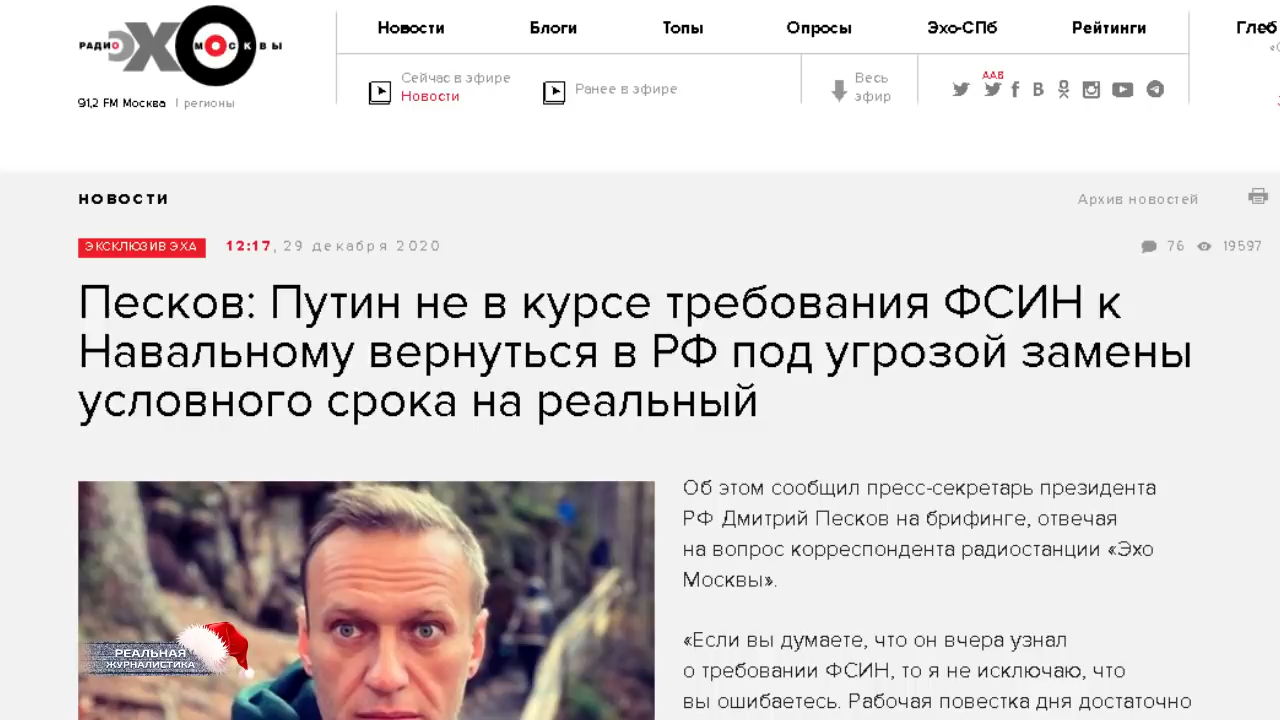 РАДИО ЭХО МОСКВЫ
91,2 FM Москва | регионы
Новости Блоги Топы Опросы Эхо-СПб Рейтинги Глеб
Сейчас в эфире
Новости
Ранее в эфире
Весь
эфир
ААВ
НОВОСТИ
Архив новостей
ЭКСКЛЮЗИВ ЭХА 12:17, 29 декабря 2020
76 19597
Песков: Путин не в курсе требования ФСИН к
Навальному вернуться в РФ под угрозой замены
условного срока на реальный
Об этом сообщил пресс-секретарь президента
РФ Дмитрий Песков на брифинге, отвечая
на вопрос корреспондента радиостанции «Эхо
Москвы».
«Если вы думаете, что он вчера узнал
о требовании ФСИН, то я не исключаю, что
вы ошибаетесь. Рабочая повестка дня достаточно
РЕАЛЬНАЯ
ЖУРНАЛИСТИКА